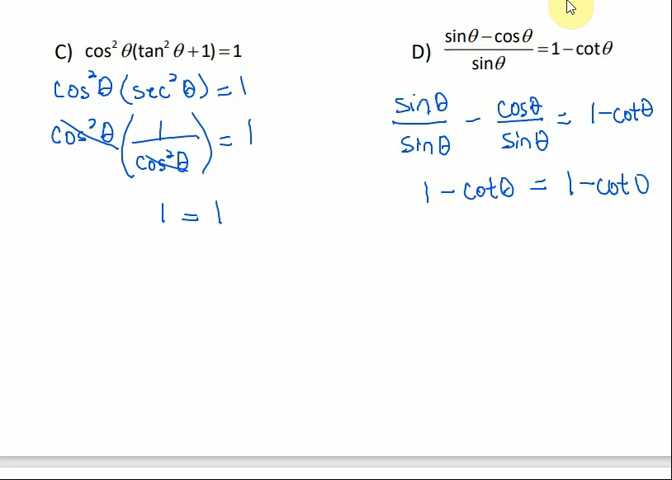 C) cos² θ(tan² θ + 1) = 1
cos²θ (sec²θ) = 1
cos²θ (1/cos²θ) = 1
1 = 1
D) (sinθ − cosθ)/sinθ = 1 − cotθ
sinθ/sinθ − cosθ/sinθ = 1 − cotθ
1 − cotθ = 1 − cotθ